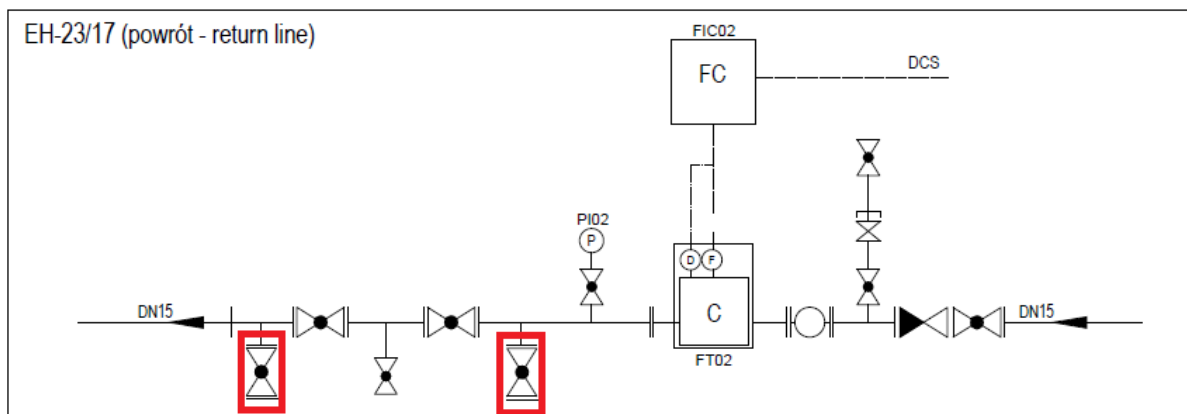 EH-23/17 (powrót - return line)
FIC02
FC
DCS
PI02
P
D F
C
DN15
DN15
FT02